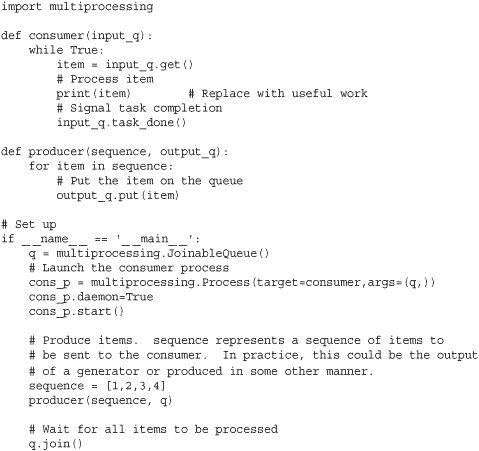 import multiprocessing
def consumer(input_q):
    while True:
        item = input_q.get()
        # Process item
        print(item)        # Replace with useful work
        # Signal task completion
        input_q.task_done()
def producer(sequence, output_q):
    for item in sequence:
        # Put the item on the queue
        output_q.put(item)
# Set up
if __name__ == '__main__':
    q = multiprocessing.JoinableQueue()
    # Launch the consumer process
    cons_p = multiprocessing.Process(target=consumer,args=(q,))
    cons_p.daemon=True
    cons_p.start()
    # Produce items.  sequence represents a sequence of items to
    # be sent to the consumer.  In practice, this could be the output
    # of a generator or produced in some other manner.
    sequence = [1,2,3,4]
    producer(sequence, q)
    # Wait for all items to be processed
    q.join()